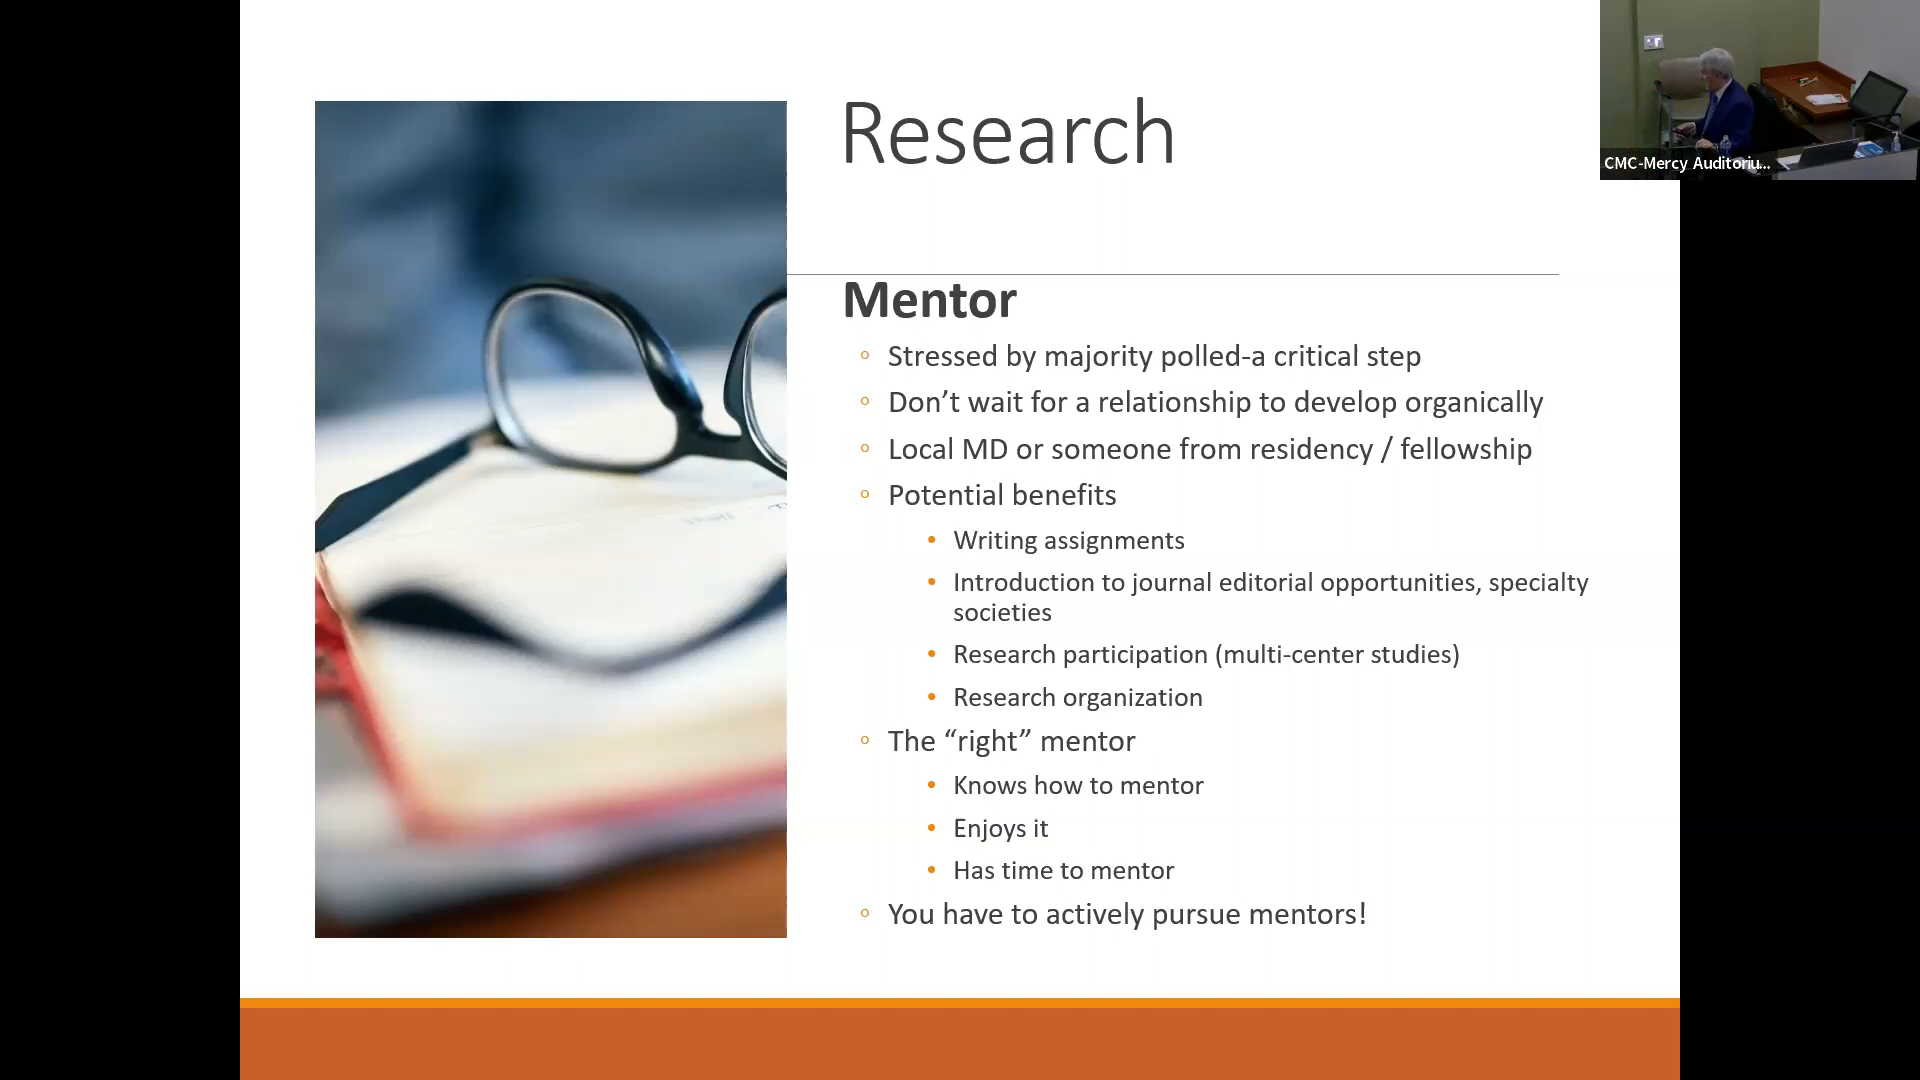 Research
CMC-Mercy Auditoriu...
Mentor
◦ Stressed by majority polled-a critical step
◦ Don’t wait for a relationship to develop organically
◦ Local MD or someone from residency / fellowship
◦ Potential benefits
• Writing assignments
• Introduction to journal editorial opportunities, specialty
societies
• Research participation (multi-center studies)
• Research organization
◦ The “right” mentor
• Knows how to mentor
• Enjoys it
• Has time to mentor
◦ You have to actively pursue mentors!